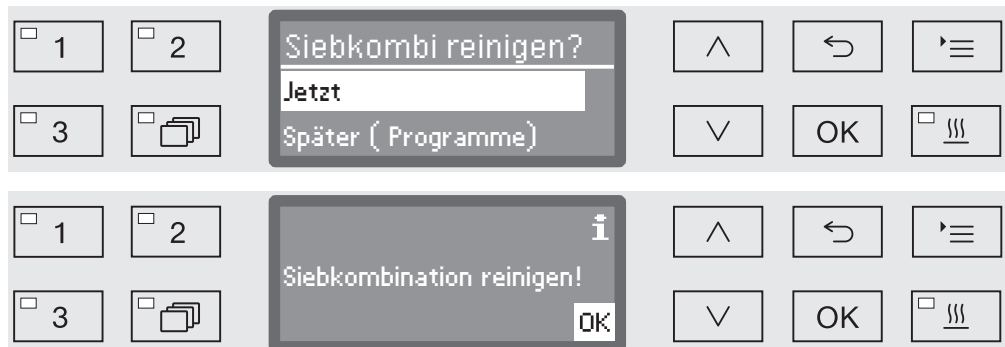 1 2 Siebkombi reinigen?
Jetzt
3 Später ( Programme) OK
1 2 i
Siebkombination reinigen!
3 OK OK